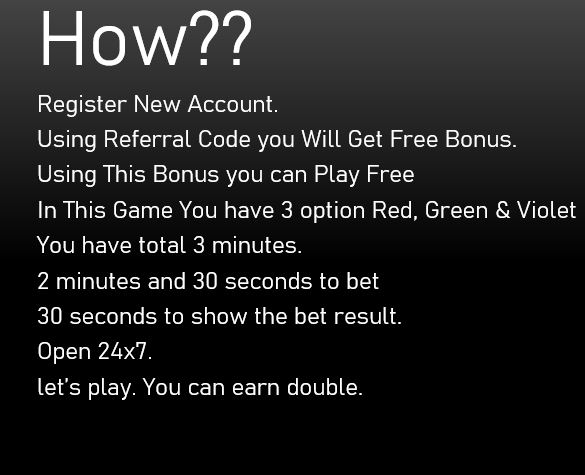 How??
Register New Account.
Using Referral Code you Will Get Free Bonus.
Using This Bonus you can Play Free
In This Game You have 3 option Red, Green & Violet
You have total 3 minutes.
2 minutes and 30 seconds to bet
30 seconds to show the bet result.
Open 24x7.
let's play. You can earn double.